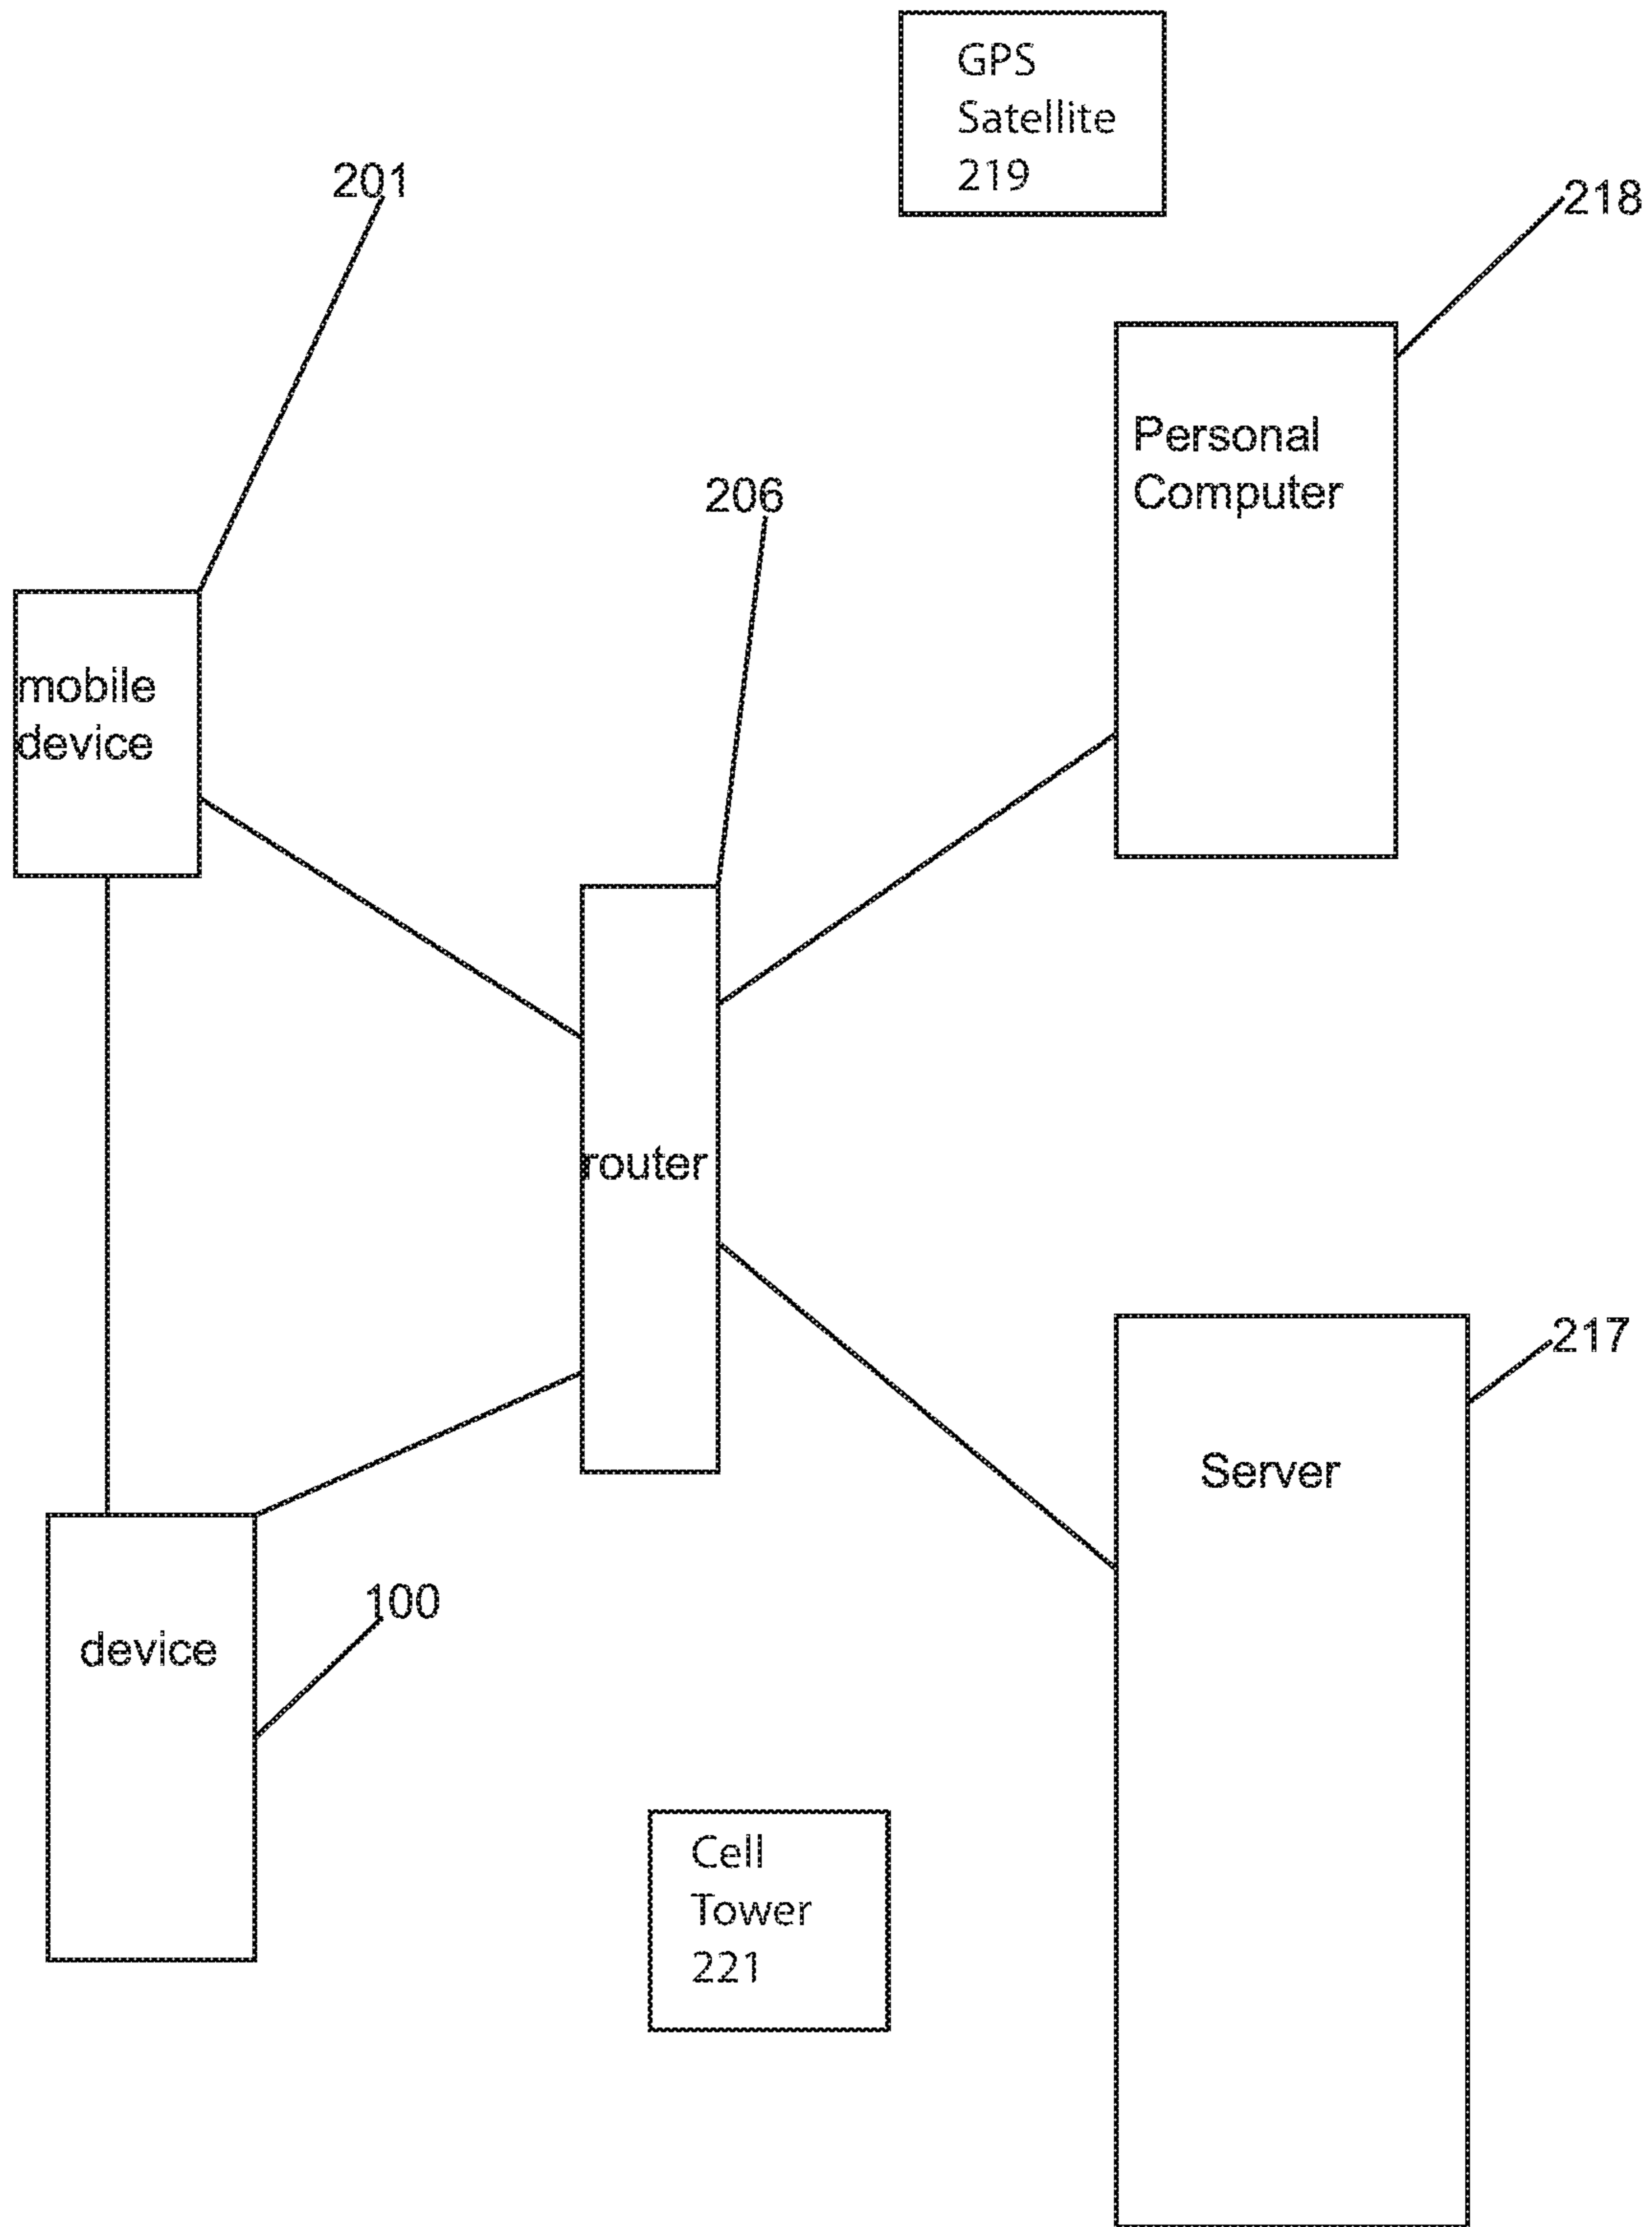 GPS
Satellite
219
201
218
Personal
Computer
206
mobile
device
router
217
Server
100
device
Cell
Tower
221